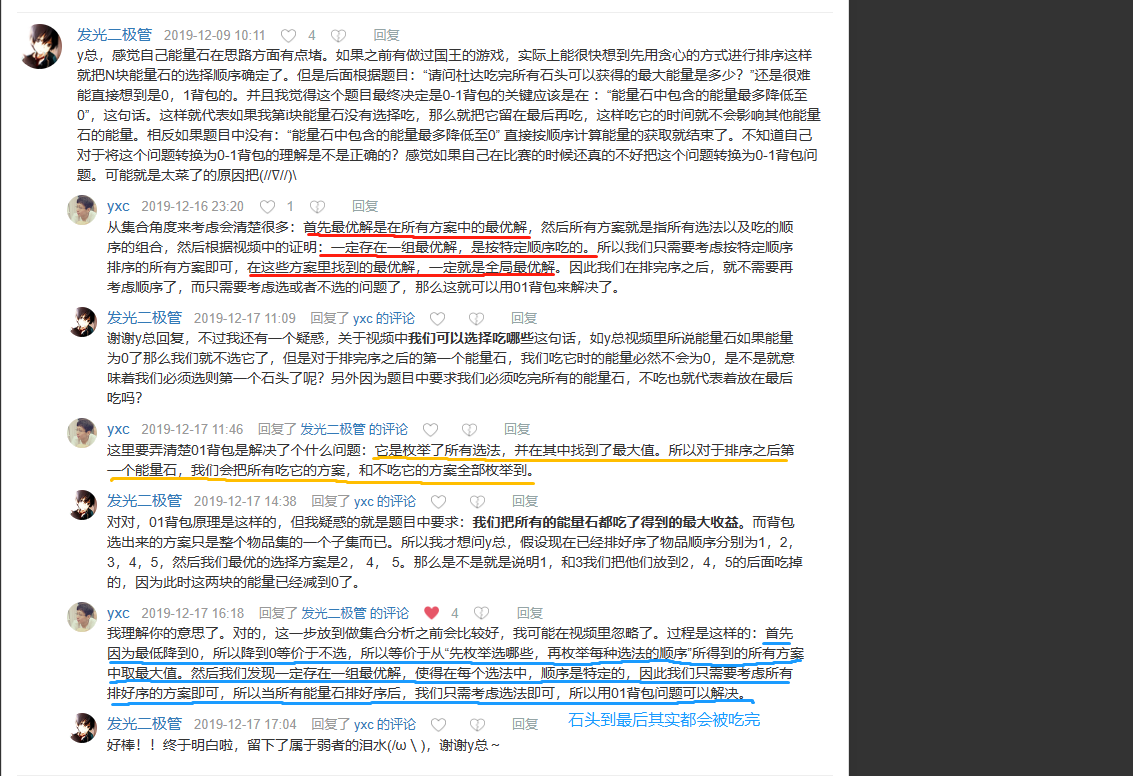 发光二极管 2019-12-09 10:11 4 回复
y总，感觉自己能量石在思路方面有点堵。如果之前有做过国王的游戏，实际上能很快想到先用贪心的方式进行排序这样
就把N块能量石的选择顺序确定了。但是后面根据题目：“请问杜达吃完所有石头可以获得的最大能量是多少？”还是很难
能直接想到是0，1背包的。并且我觉得这个题目最终决定是0-1背包的关键应该是在 ：“能量石中包含的能量最多降低至
0”，这句话。这样就代表如果我第i块能量石没有选择吃，那么就把它留在最后再吃，这样吃它的时间就不会影响其他能量
石的能量。相反如果题目中没有：“能量石中包含的能量最多降低至0” 直接按顺序计算能量的获取就结束了。不知道自己
对于将这个问题转换为0-1背包的理解是不是正确的？感觉如果自己在比赛的时候还真的不好把这个问题转换为0-1背包问
题。可能就是太菜了的原因把(//∇//)\
yxc 2019-12-16 23:20 1 回复
从集合角度来考虑会清楚很多：首先最优解是在所有方案中的最优解，然后所有方案就是指所有选法以及吃的顺
序的组合，然后根据视频中的证明：一定存在一组最优解，是按特定顺序吃的。所以我们只需要考虑按特定顺序
排序的所有方案即可，在这些方案里找到的最优解，一定就是全局最优解。因此我们在排完序之后，就不需要再
考虑顺序了，而只需要考虑选或者不选的问题了，那么这就可以用01背包来解决了。
发光二极管 2019-12-17 11:09 回复了 yxc 的评论 回复
谢谢y总回复，不过我还有一个疑惑，关于视频中我们可以选择吃哪些这句话，如y总视频里所说能量石如果能量
为0了那么我们就不选它了，但是对于排完序之后的第一个能量石，我们吃它时的能量必然不会为0，是不是就意
味着我们必须选则第一个石头了呢？另外因为题目中要求我们必须吃完所有的能量石，不吃也就代表着放在最后
吃吗？
yxc 2019-12-17 11:46 回复了 发光二极管 的评论 回复
这里要弄清楚01背包是解决了个什么问题：它是枚举了所有选法，并在其中找到了最大值。所以对于排序之后第
一个能量石，我们会把所有吃它的方案，和不吃它的方案全部枚举到。
发光二极管 2019-12-17 14:38 回复了 yxc 的评论 回复
对对，01背包原理是这样的，但我疑惑的就是题目中要求：我们把所有的能量石都吃了得到的最大收益。而背包
选出来的方案只是整个物品集的一个子集而已。所以我才想问y总，假设现在已经排好序了物品顺序分别为1，2，
3，4，5，然后我们最优的选择方案是2， 4， 5。那么是不是就是说明1，和3我们把他们放到2，4，5的后面吃掉
的，因为此时这两块的能量已经减到0了。
yxc 2019-12-17 16:18 回复了 发光二极管 的评论 4 回复
我理解你的意思了。对的，这一步放到做集合分析之前会比较好，我可能在视频里忽略了。过程是这样的：首先
因为最低降到0，所以降到0等价于不选，所以等价于从“先枚举选哪些，再枚举每种选法的顺序”所得到的所有方案
中取最大值。然后我们发现一定存在一组最优解，使得在每个选法中，顺序是特定的，因此我们只需要考虑所有
排好序的方案即可，所以当所有能量石排好序后，我们只需考虑选法即可，所以用01背包问题可以解决。
发光二极管 2019-12-17 17:04 回复了 yxc 的评论 回复 石头到最后其实都会被吃完
好棒！！终于明白啦，留下了属于弱者的泪水(/ω＼)，谢谢y总～